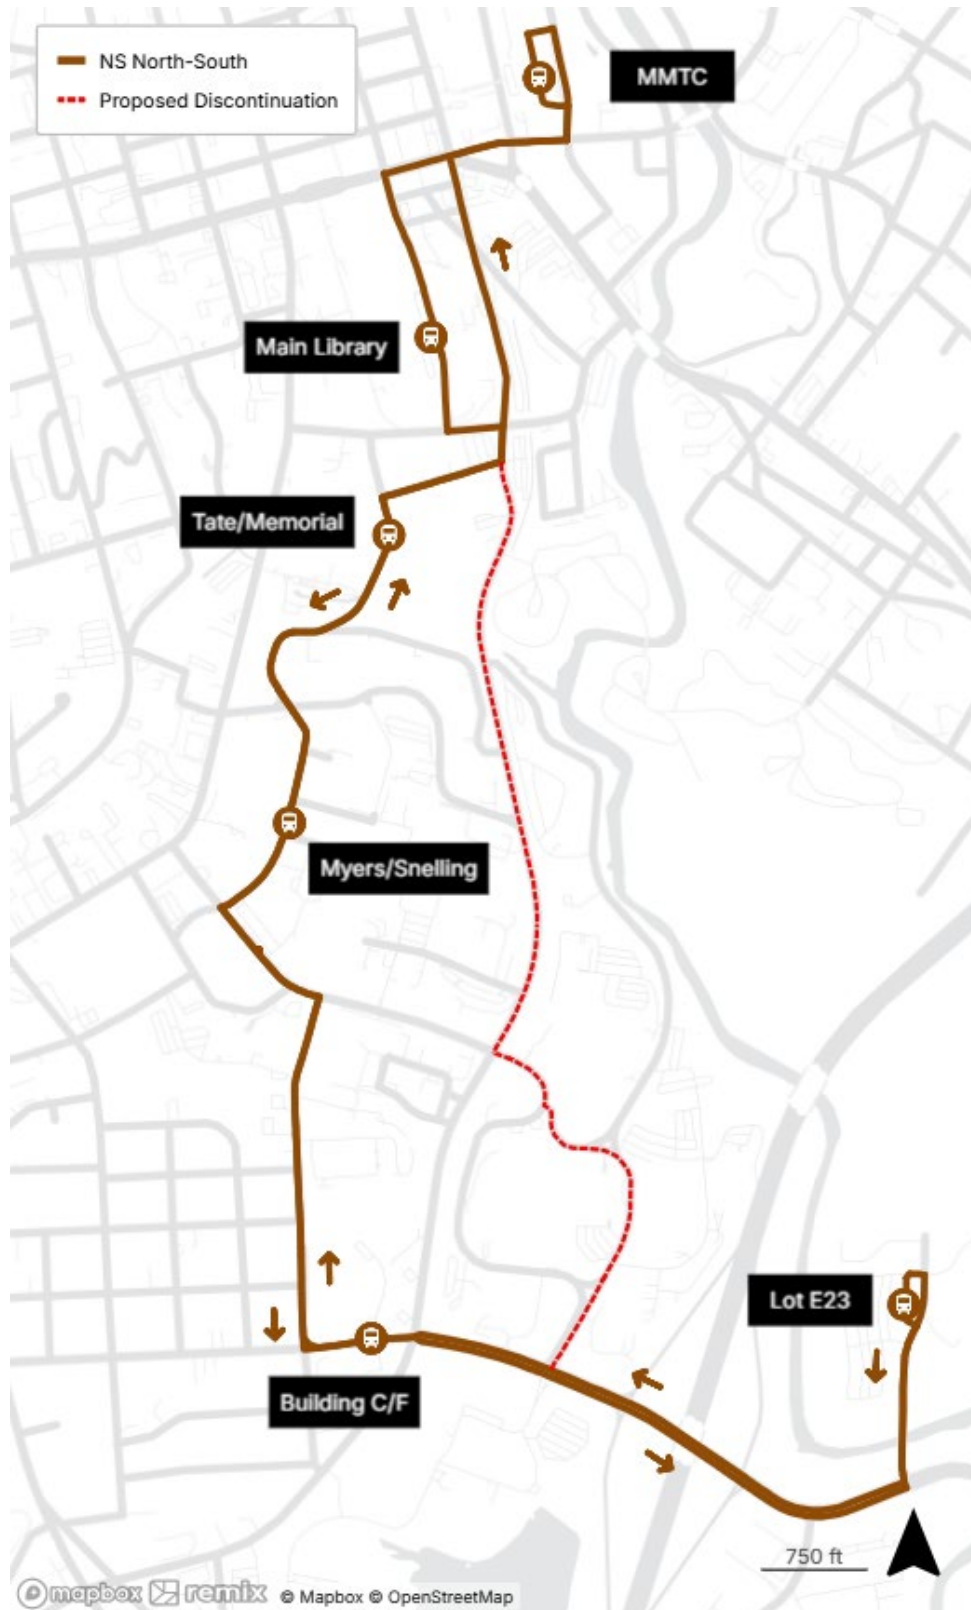 NS North-South
Proposed Discontinuation
MMTC
Main Library
Tate/Memorial
Myers/Snelling
Lot E23
Building C/F
750 ft
mapbox remix © Mapbox © OpenStreetMap